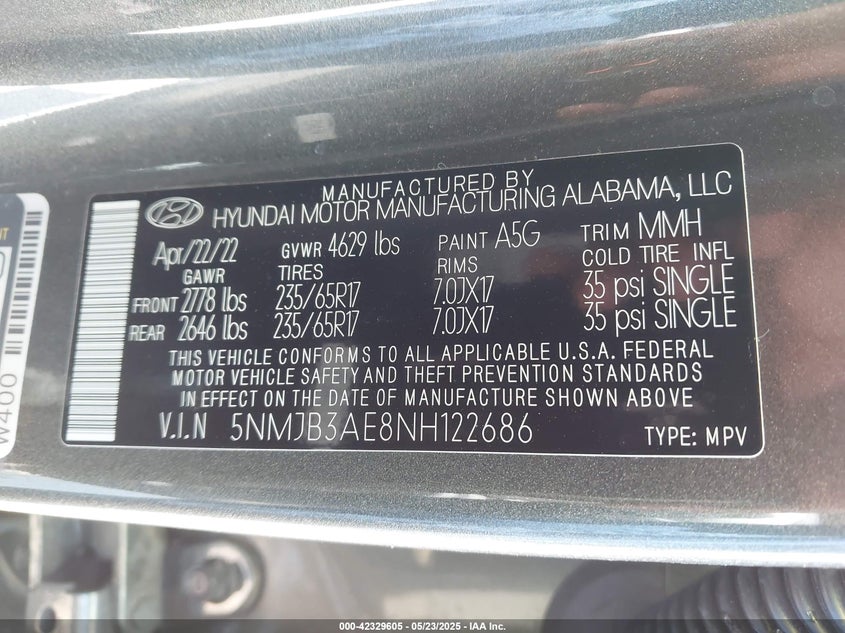 MANUFACTURED BY
HYUNDAI MOTOR MANUFACTURING ALABAMA, LLC
Apr/22/22 GVWR 4629 lbs PAINT A5G TRIM MMH
GAWR TIRES RIMS COLD TIRE INFL
FRONT 2778 lbs 235/65R17 7.0JX17 35 psi SINGLE
REAR 2646 lbs 235/65R17 7.0JX17 35 psi SINGLE
THIS VEHICLE CONFORMS TO ALL APPLICABLE U.S.A. FEDERAL
MOTOR VEHICLE SAFETY AND THEFT PREVENTION STANDARDS
IN EFFECT ON THE DATE OF MANUFACTURE SHOWN ABOVE
V.I.N 5NMJB3AE8NH122686 TYPE: MPV
W400
000-42329605 - 05/23/2025 - IAA Inc.